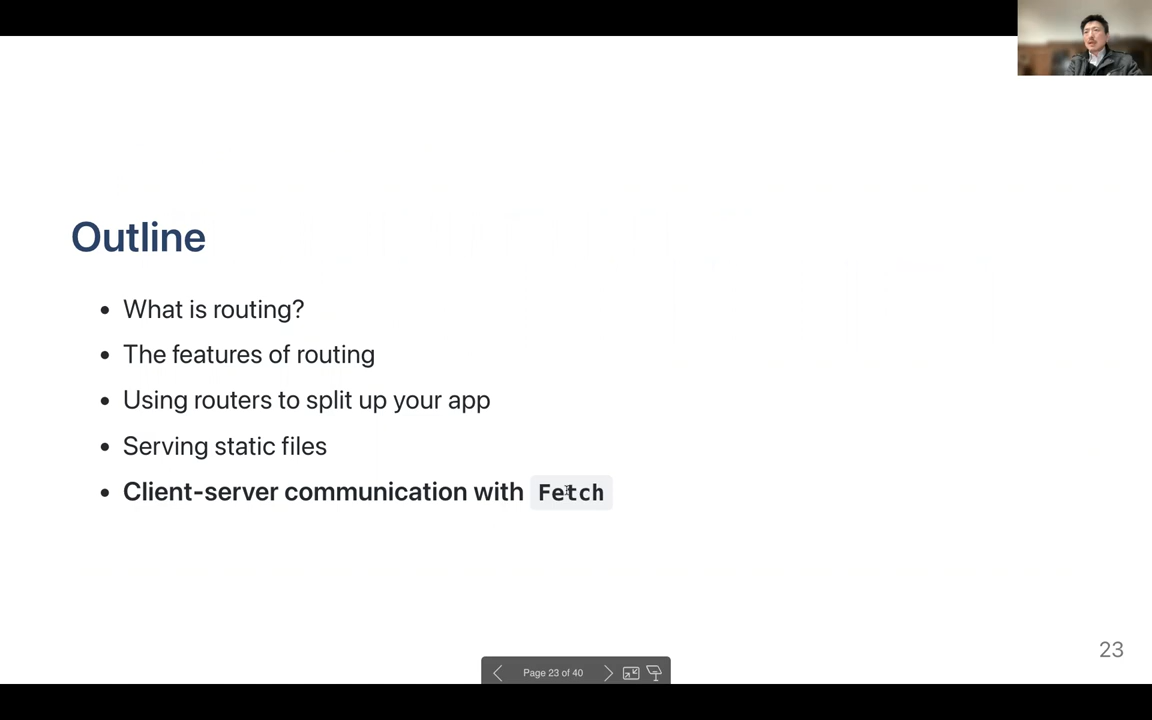 Outline
What is routing?
The features of routing
Using routers to split up your app
Serving static files
Client-server communication with Fetch
23
Page 23 of 40